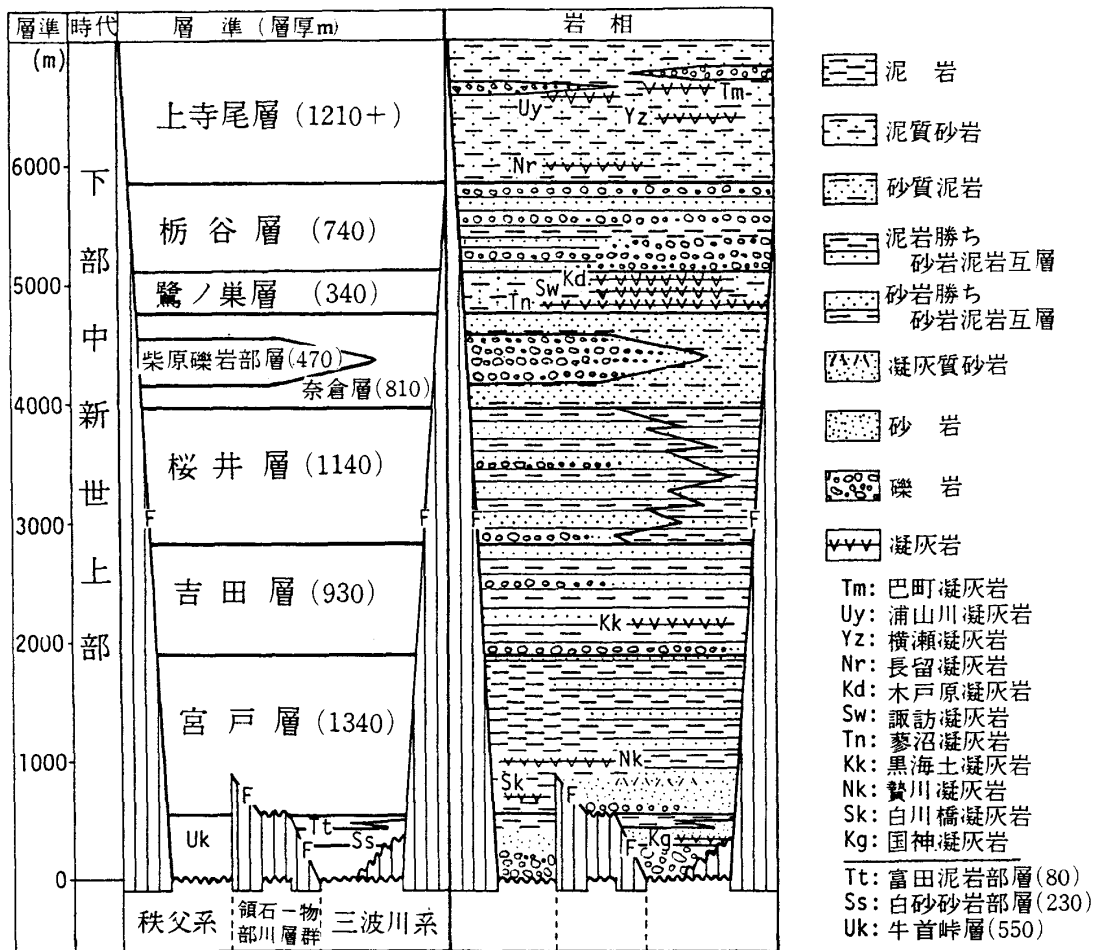 層準 時代 層準(層厚m) 岩相
(m)
6000
5000
4000
3000
2000
1000
0
下部中新世上部
上寺尾層(1210+)
栃谷層(740)
鷺ノ巣層(340)
柴原礫岩部層(470)
奈倉層(810)
桜井層(1140)
F F
吉田層(930)
宮戸層(1340)
F
Tt
Uk Ss
F
秩父系 領石一物部川層群 三波川系
Tm
Uy Yz
Nr
Kd
Sw
Tn
F F
Kk
Nk
Sk
F
Kg
F
泥岩
泥質砂岩
砂質泥岩
泥岩勝ち
砂岩泥岩互層
砂岩勝ち
砂岩泥岩互層
凝灰質砂岩
砂岩
礫岩
凝灰岩
Tm: 巴町凝灰岩
Uy: 浦山川凝灰岩
Yz: 横瀬凝灰岩
Nr: 長留凝灰岩
Kd: 木戸原凝灰岩
Sw: 諏訪凝灰岩
Tn: 蓼沼凝灰岩
Kk: 黒海土凝灰岩
Nk: 贄川凝灰岩
Sk: 白川橋凝灰岩
Kg: 国神凝灰岩
Tt: 富田泥岩部層(80)
Ss: 白砂砂岩部層(230)
Uk: 牛首峠層(550)